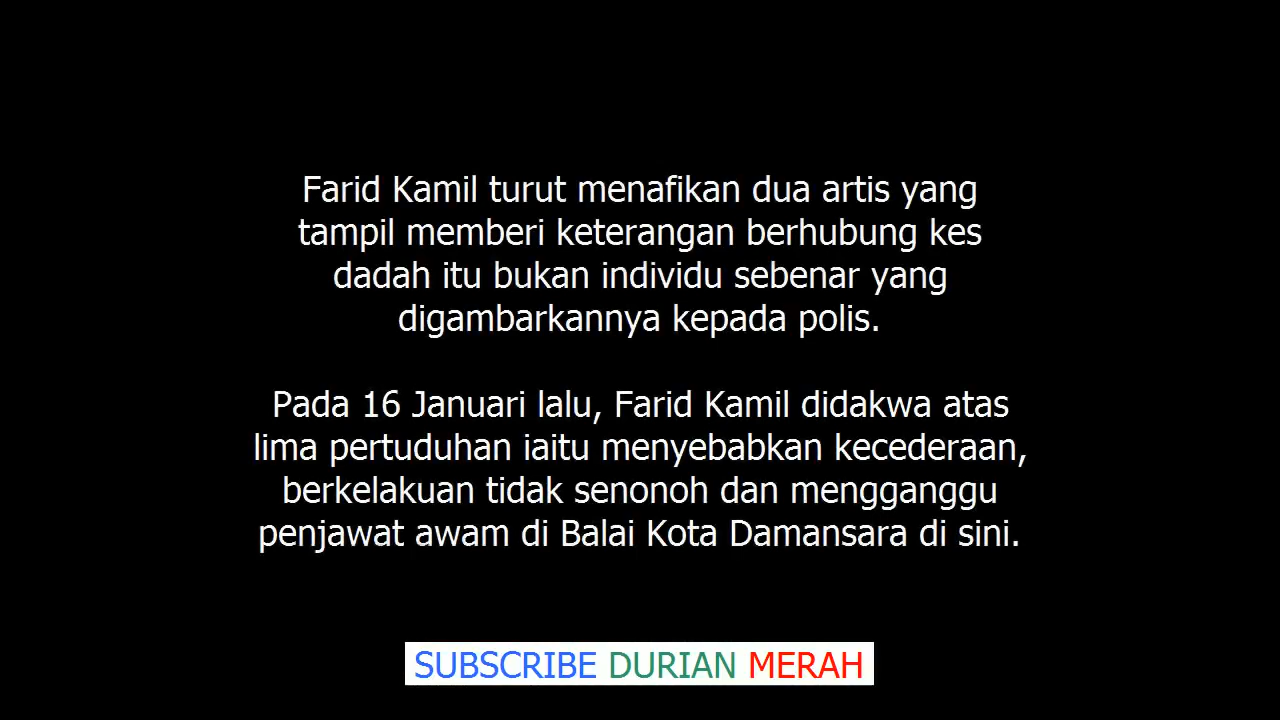 Farid Kamil turut menafikan dua artis yang
tampil memberi keterangan berhubung kes
dadah itu bukan individu sebenar yang
digambarkannya kepada polis.
Pada 16 Januari lalu, Farid Kamil didakwa atas
lima pertuduhan iaitu menyebabkan kecederaan,
berkelakuan tidak senonoh dan mengganggu
penjawat awam di Balai Kota Damansara di sini.
SUBSCRIBE DURIAN MERAH